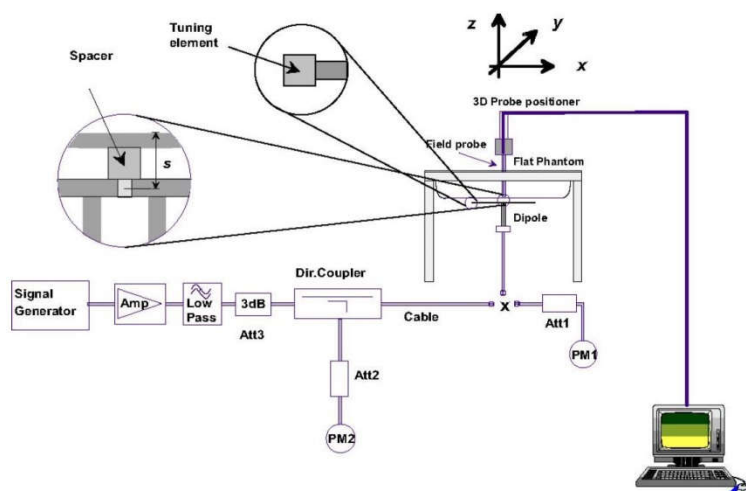 Tuning
element
Spacer
s
z
y
x
3D Probe positioner
Field probe
Flat Phantom
Dipole
Signal
Generator
Amp
Low
Pass
3dB
Att3
Dir.Coupler
Cable
x
Att1
PM1
Att2
PM2